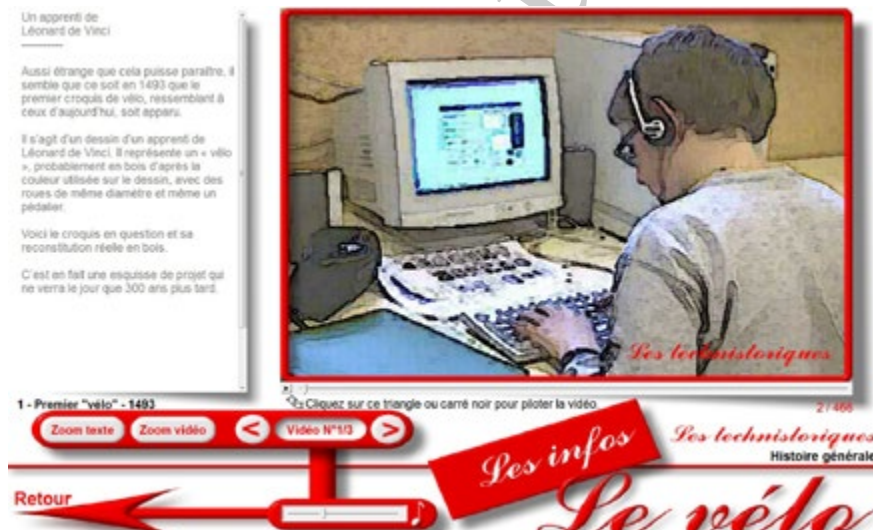 Un apprenti de
Léonard de Vinci
Aussi étrange que cela puisse paraître, il
semble que ce soit en 1493 que le
premier croquis de vélo, ressemblant à
ceux d'aujourd'hui, soit apparu.
Il s'agit d'un dessin d'un apprenti de
Léonard de Vinci. Il représente un « vélo
», probablement en bois d'après la
couleur utilisée sur le dessin, avec des
roues de même diamètre et même un
pédalier.
Voici le croquis en question et sa
reconstitution réelle en bois.
C'est en fait une esquisse de projet qui
ne verra le jour que 300 ans plus tard.
Les technistoriques
1 - Premier "vélo" - 1493
Cliquez sur ce triangle ou carré noir pour piloter la vidéo.
2 / 466
Zoom texte
Zoom vidéo
<
Vidéo N°1/3
>
Les infos
Les technistoriques
Histoire générale
Retour
Le vélo